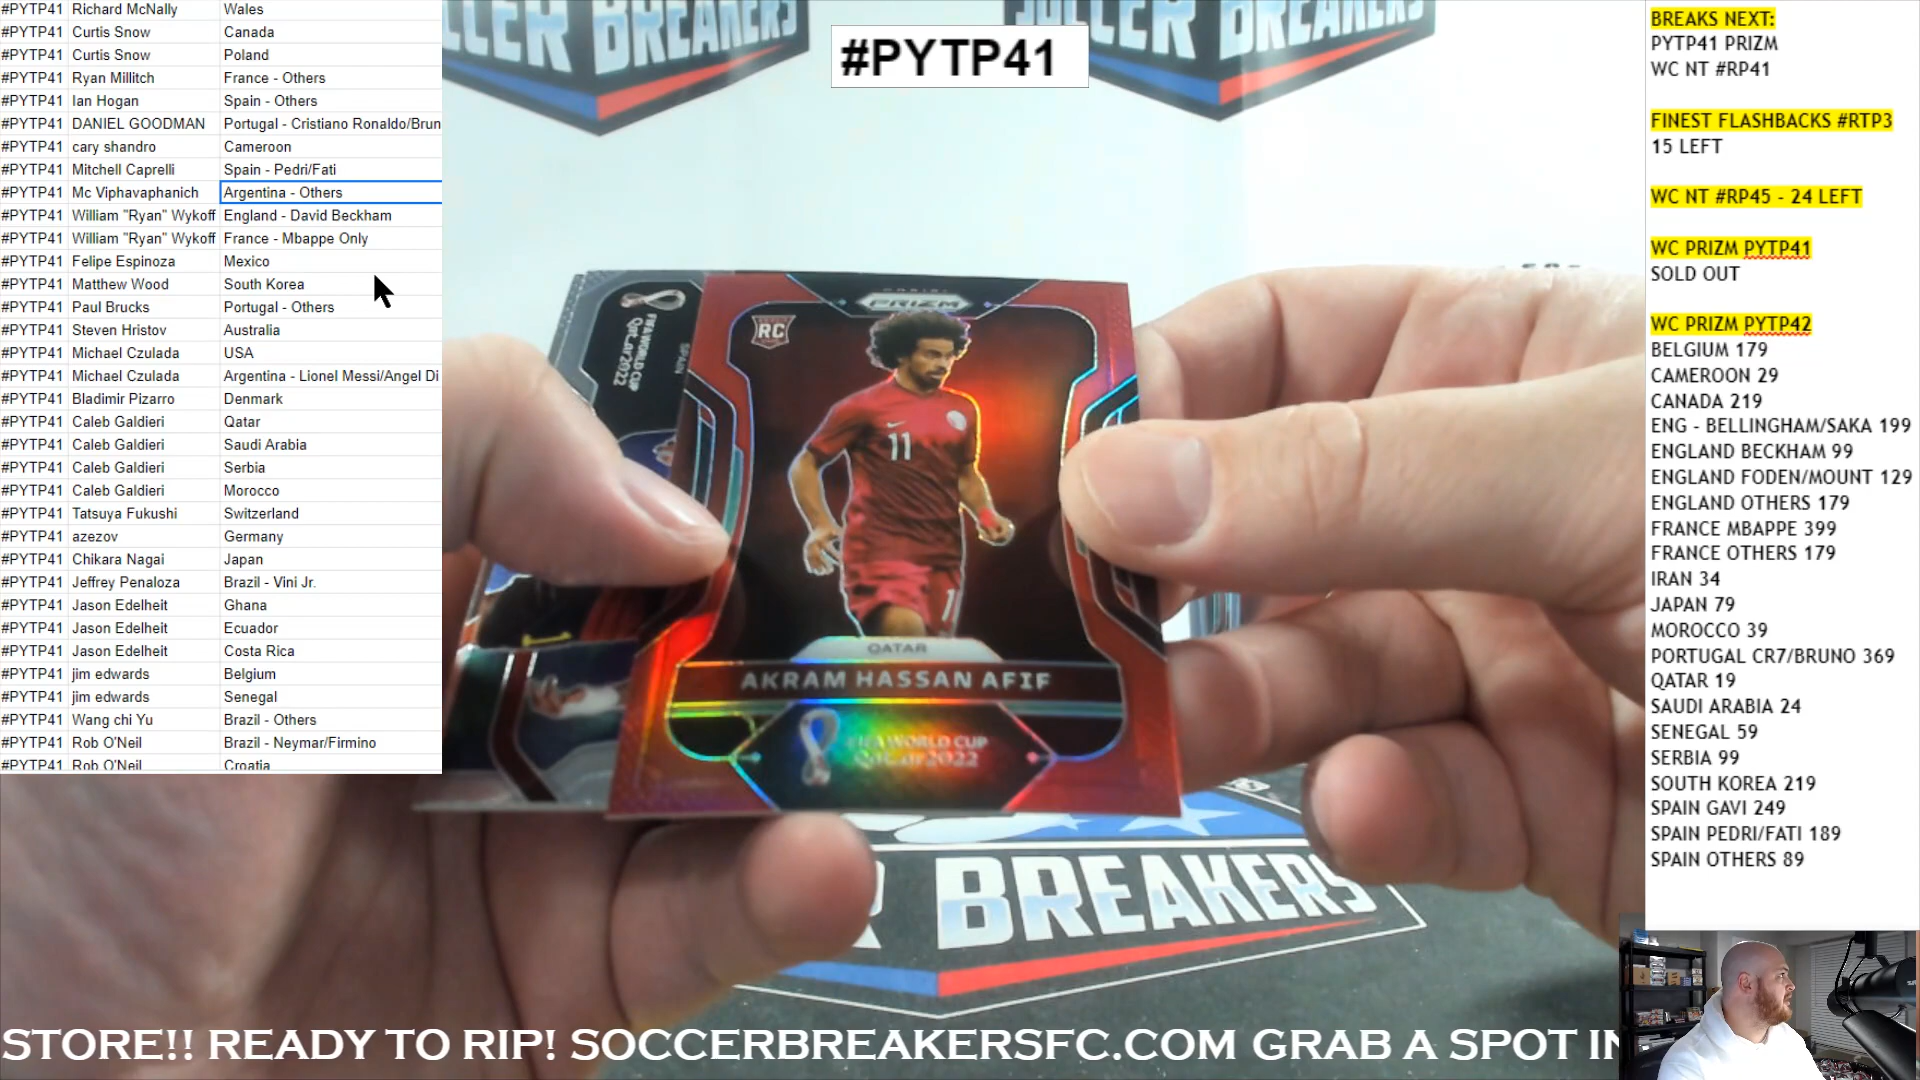 #PYTP41 Richard McNally Wales
#PYTP41 Curtis Snow Canada
#PYTP41 Curtis Snow Poland
#PYTP41 Ryan Millitch France - Others
#PYTP41 Ian Hogan Spain - Others
#PYTP41 DANIEL GOODMAN Portugal - Cristiano Ronaldo/Brun
#PYTP41 cary shandro Cameroon
#PYTP41 Mitchell Caprelli Spain - Pedri/Fati
#PYTP41 Mc Viphavaphanich Argentina - Others
#PYTP41 William "Ryan" Wykoff England - David Beckham
#PYTP41 William "Ryan" Wykoff France - Mbappe Only
#PYTP41 Felipe Espinoza Mexico
#PYTP41 Matthew Wood South Korea
#PYTP41 Paul Brucks Portugal - Others
#PYTP41 Steven Hristov Australia
#PYTP41 Michael Czulada USA
#PYTP41 Michael Czulada Argentina - Lionel Messi/Angel Di
#PYTP41 Bladimir Pizarro Denmark
#PYTP41 Caleb Galdieri Qatar
#PYTP41 Caleb Galdieri Saudi Arabia
#PYTP41 Caleb Galdieri Serbia
#PYTP41 Caleb Galdieri Morocco
#PYTP41 Tatsuya Fukushi Switzerland
#PYTP41 azezov Germany
#PYTP41 Chikara Nagai Japan
#PYTP41 Jeffrey Penaloza Brazil - Vini Jr.
#PYTP41 Jason Edelheit Ghana
#PYTP41 Jason Edelheit Ecuador
#PYTP41 Jason Edelheit Costa Rica
#PYTP41 jim edwards Belgium
#PYTP41 jim edwards Senegal
#PYTP41 Wang chi Yu Brazil - Others
#PYTP41 Rob O'Neil Brazil - Neymar/Firmino
#PYTP41 Rob O'Neil Croatia
SOCCER BREAKERS
#PYTP41
PANINI
PRIZM
RC
11
QATAR
AKRAM HASSAN AFIF
FIFA WORLD CUP
Qatar2022
SPAIN
FIFA WORLD CUP
Qatar2022
BREAKERS
BREAKS NEXT:
PYTP41 PRIZM
WC NT #RP41
FINEST FLASHBACKS #RTP3
15 LEFT
WC NT #RP45 - 24 LEFT
WC PRIZM PYTP41
SOLD OUT
WC PRIZM PYTP42
BELGIUM 179
CAMEROON 29
CANADA 219
ENG - BELLINGHAM/SAKA 199
ENGLAND BECKHAM 99
ENGLAND FODEN/MOUNT 129
ENGLAND OTHERS 179
FRANCE MBAPPE 399
FRANCE OTHERS 179
IRAN 34
JAPAN 79
MOROCCO 39
PORTUGAL CR7/BRUNO 369
QATAR 19
SAUDI ARABIA 24
SENEGAL 59
SERBIA 99
SOUTH KOREA 219
SPAIN GAVI 249
SPAIN PEDRI/FATI 189
SPAIN OTHERS 89
STORE!! READY TO RIP! SOCCERBREAKERSFC.COM GRAB A SPOT IN